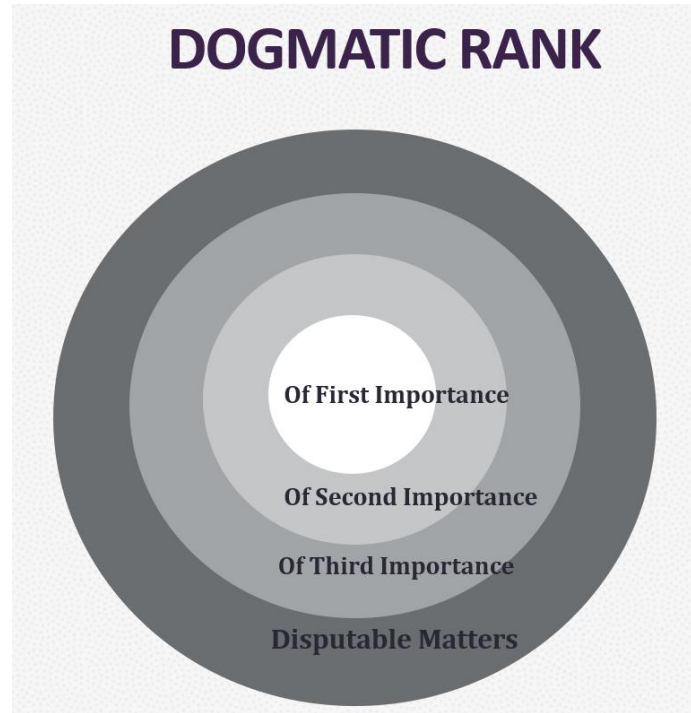 DOGMATIC RANK
Of First Importance
Of Second Importance
Of Third Importance
Disputable Matters